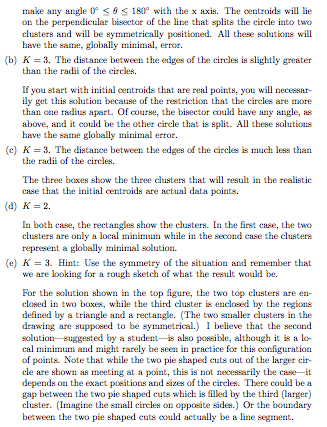 make any angle 0° ≤ θ ≤ 180° with the x axis. The centroids will lie
on the perpendicular bisector of the line that splits the circle into two
clusters and will be symmetrically positioned. All these solutions will
have the same, globally minimal, error.
(b) K = 3. The distance between the edges of the circles is slightly greater
than the radii of the circles.
If you start with initial centroids that are real points, you will necessar-
ily get this solution because of the restriction that the circles are more
than one radius apart. Of course, the bisector could have any angle, as
above, and it could be the other circle that is split. All these solutions
have the same globally minimal error.
(c) K = 3. The distance between the edges of the circles is much less than
the radii of the circles.
The three boxes show the three clusters that will result in the realistic
case that the initial centroids are actual data points.
(d) K = 2.
In both case, the rectangles show the clusters. In the first case, the two
clusters are only a local minimum while in the second case the clusters
represent a globally minimal solution.
(e) K = 3. Hint: Use the symmetry of the situation and remember that
we are looking for a rough sketch of what the result would be.
For the solution shown in the top figure, the two top clusters are en-
closed in two boxes, while the third cluster is enclosed by the regions
defined by a triangle and a rectangle. (The two smaller clusters in the
drawing are supposed to be symmetrical.) I believe that the second
solution—suggested by a student—is also possible, although it is a lo-
cal minimum and might rarely be seen in practice for this configuration
of points. Note that while the two pie shaped cuts out of the larger cir-
cle are shown as meeting at a point, this is not necessarily the case—it
depends on the exact positions and sizes of the circles. There could be a
gap between the two pie shaped cuts which is filled by the third (larger)
cluster. (Imagine the small circles on opposite sides.) Or the boundary
between the two pie shaped cuts could actually be a line segment.